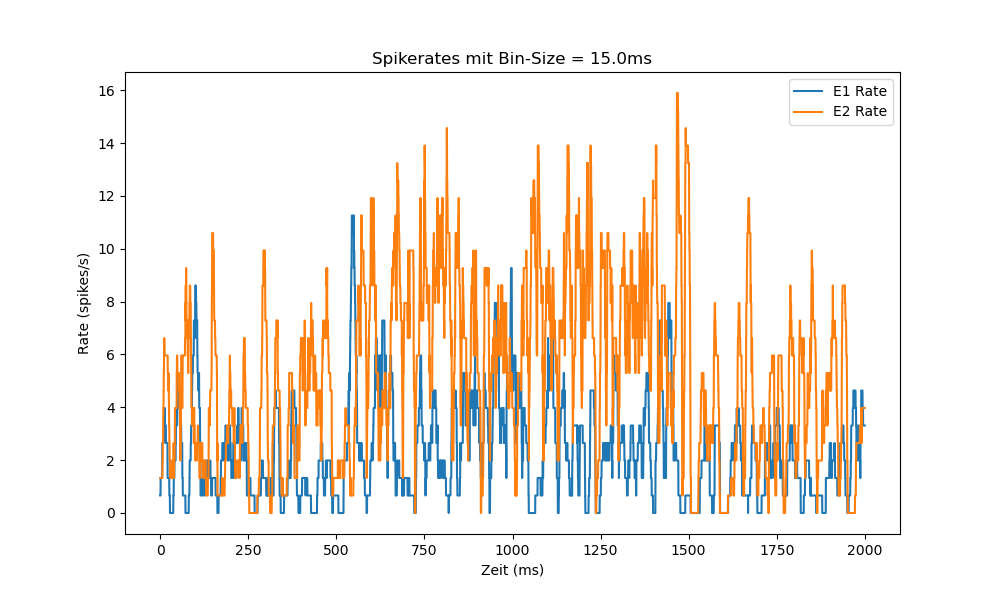 Spikerates mit Bin-Size = 15.0ms
E1 Rate
E2 Rate
Rate (spikes/s)
16
14
12
10
8
6
4
2
0
0 250 500 750 1000 1250 1500 1750 2000
Zeit (ms)